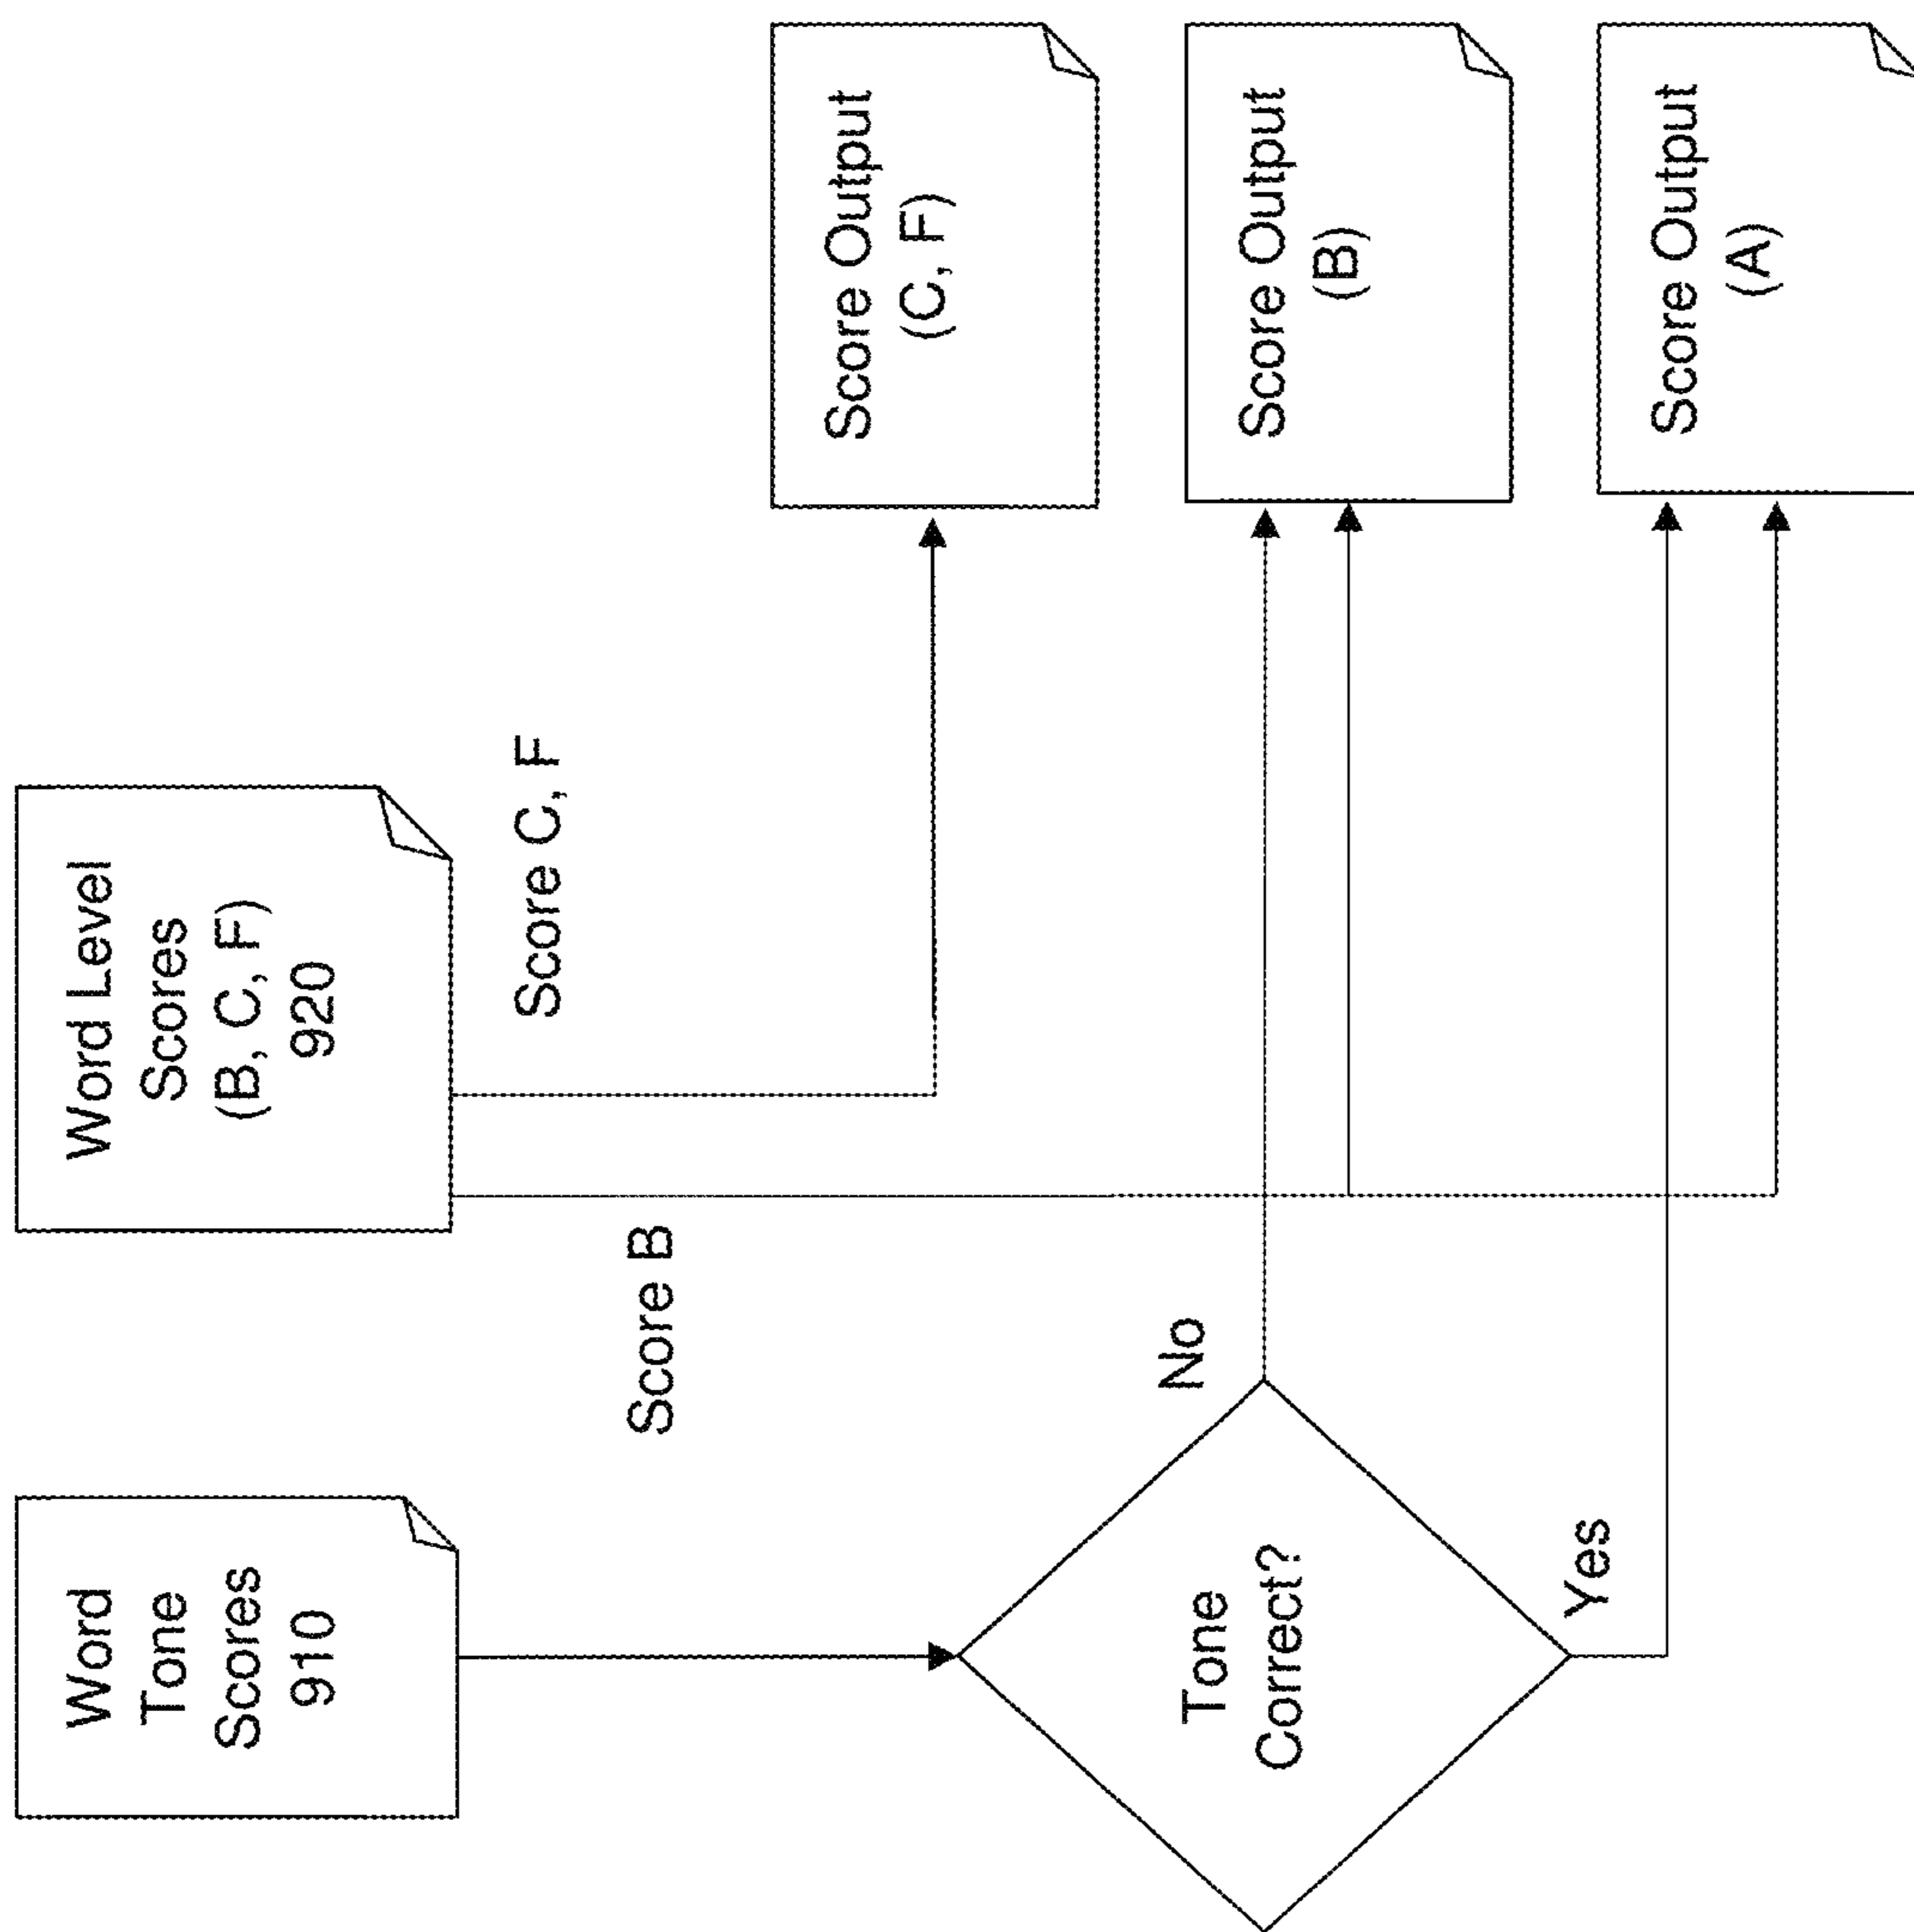 Word
Tone
Scores
910
Word Level
Scores
(B, C, F)
920
Score C, F
Score B
Tone
Correct?
No
Yes
Score Output
(C, F)
Score Output
(B)
Score Output
(A)